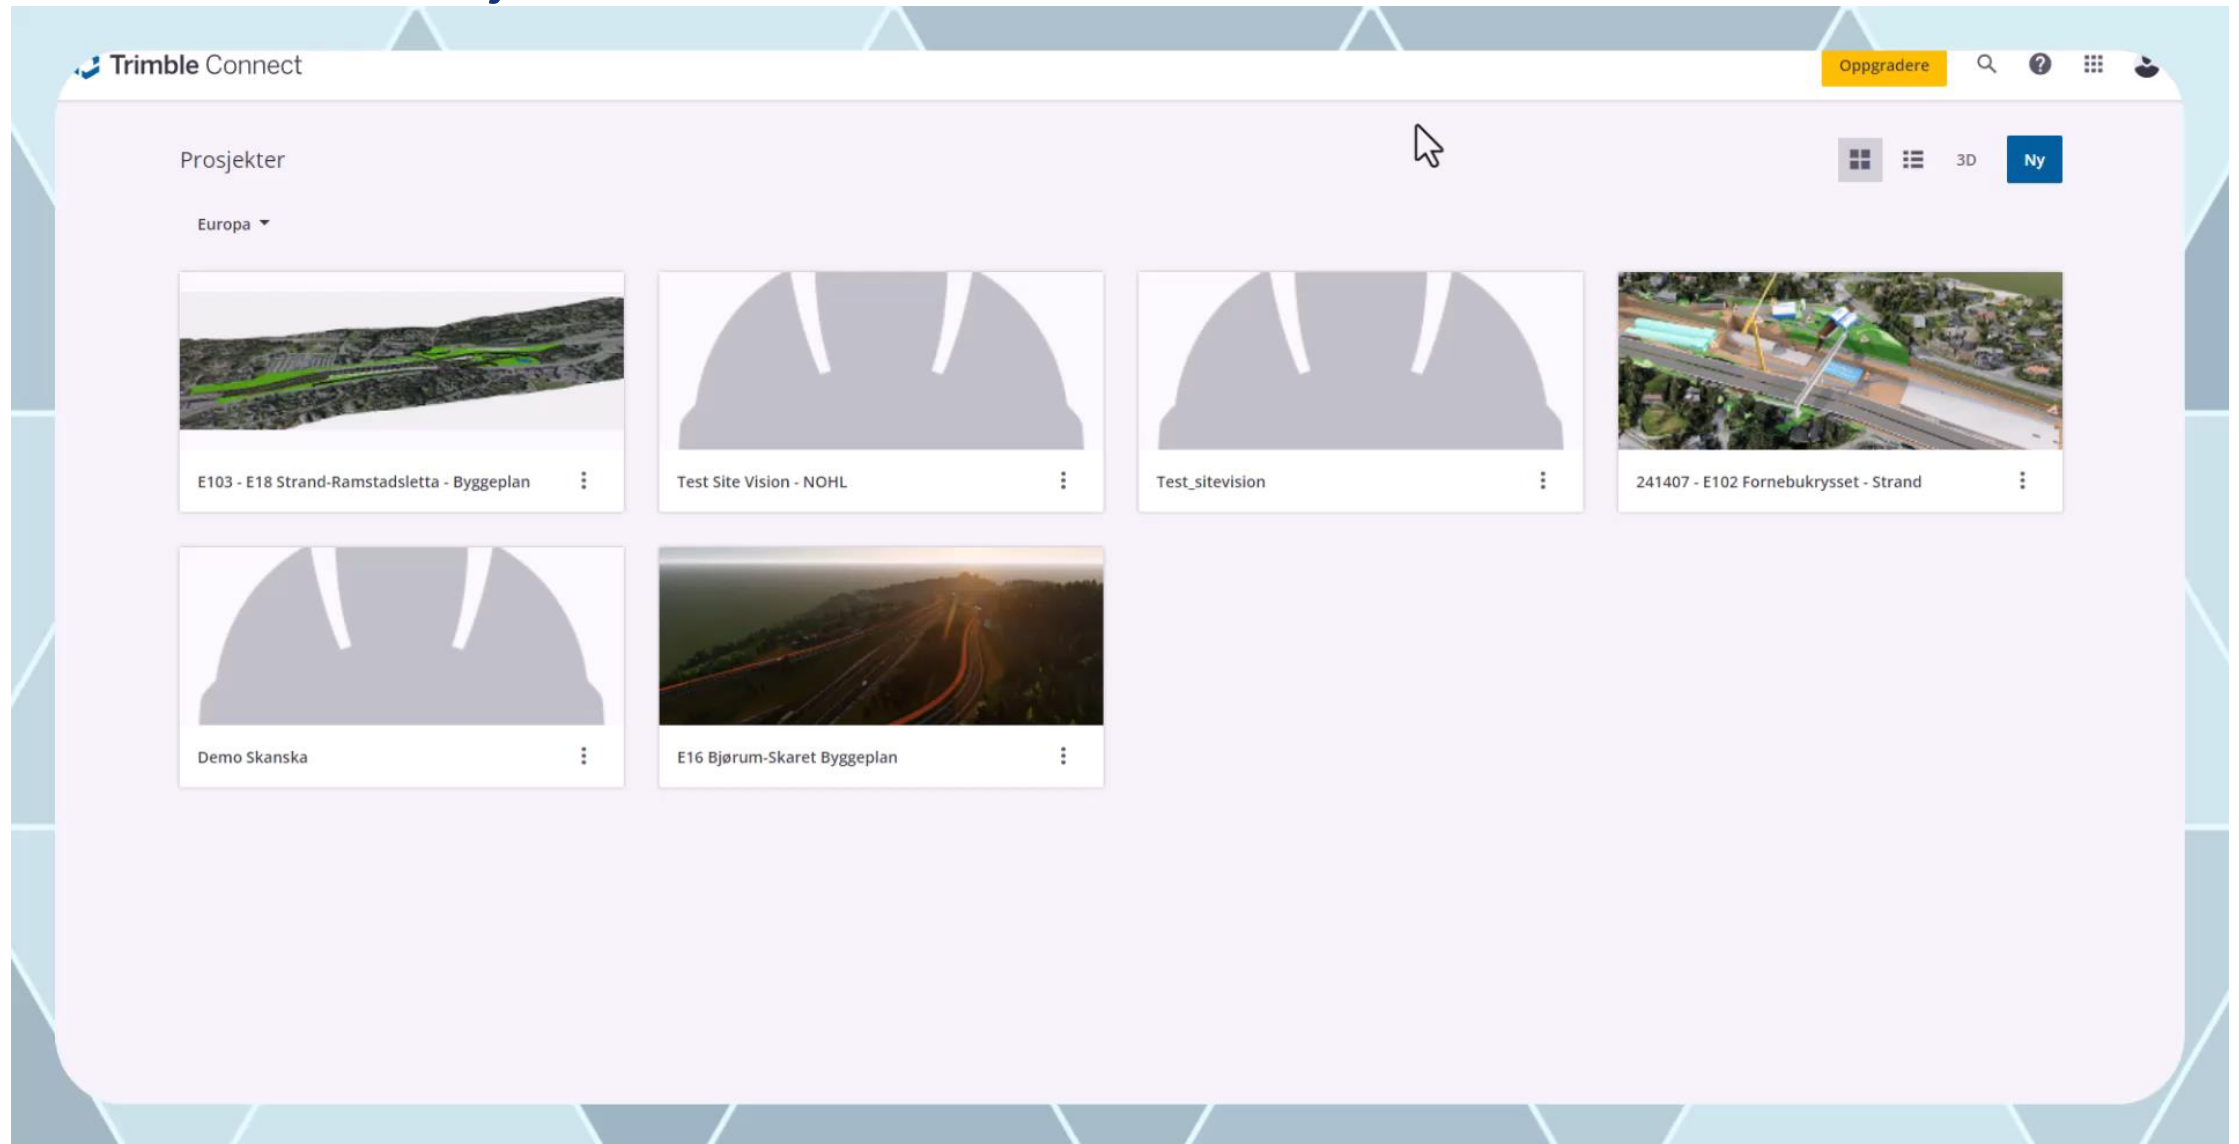 Trimble Connect
Oppgradere
Prosjekter
3D
Ny
Europa
E103 - E18 Strand-Ramstadsletta - Byggeplan
Test Site Vision - NOHL
Test_sitevision
241407 - E102 Fornebukrysset - Strand
Demo Skanska
E16 Bjørum-Skaret Byggeplan